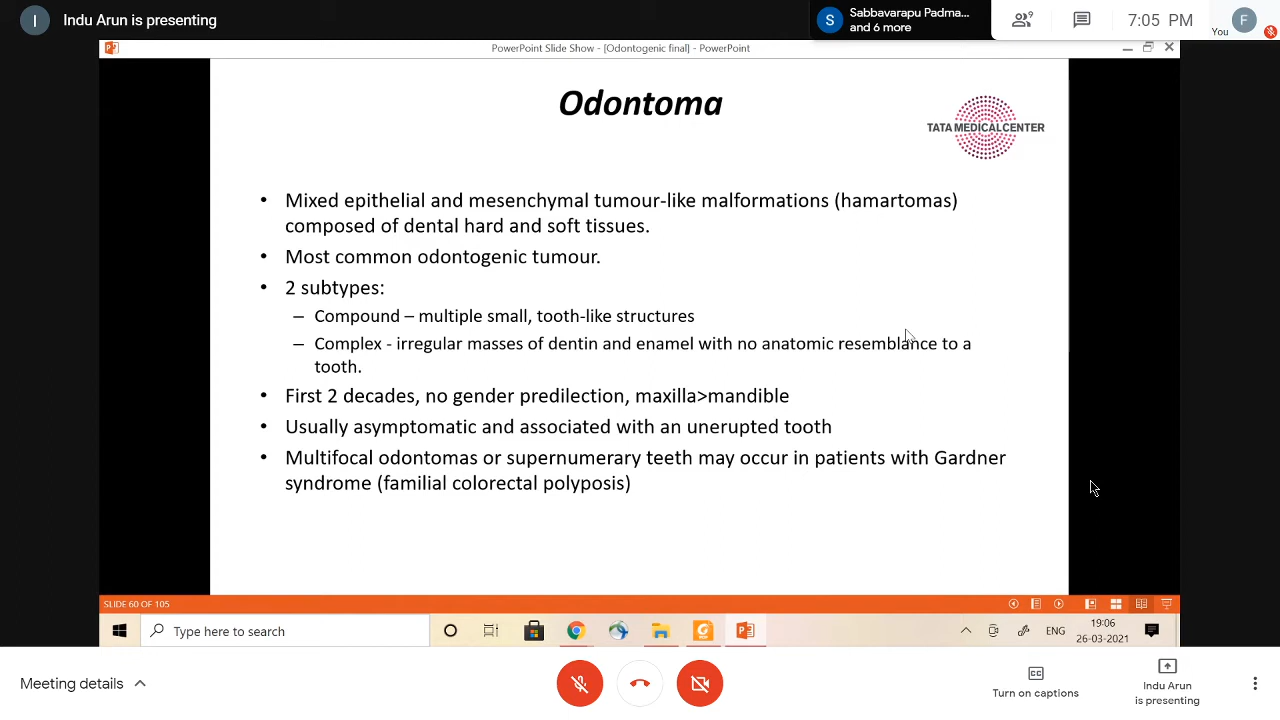 I Indu Arun is presenting
S Sabbavarapu Padma...
and 6 more
9
7:05 PM
You
F
PowerPoint Slide Show - [Odontogenic final] - PowerPoint
Odontoma
TATA MEDICAL CENTER
• Mixed epithelial and mesenchymal tumour-like malformations (hamartomas)
composed of dental hard and soft tissues.
• Most common odontogenic tumour.
• 2 subtypes:
– Compound – multiple small, tooth-like structures
– Complex - irregular masses of dentin and enamel with no anatomic resemblance to a
tooth.
• First 2 decades, no gender predilection, maxilla>mandible
• Usually asymptomatic and associated with an unerupted tooth
• Multifocal odontomas or supernumerary teeth may occur in patients with Gardner
syndrome (familial colorectal polyposis)
SLIDE 60 OF 105
Type here to search
ENG
19:06
26-03-2021
Meeting details
Turn on captions
Indu Arun
is presenting